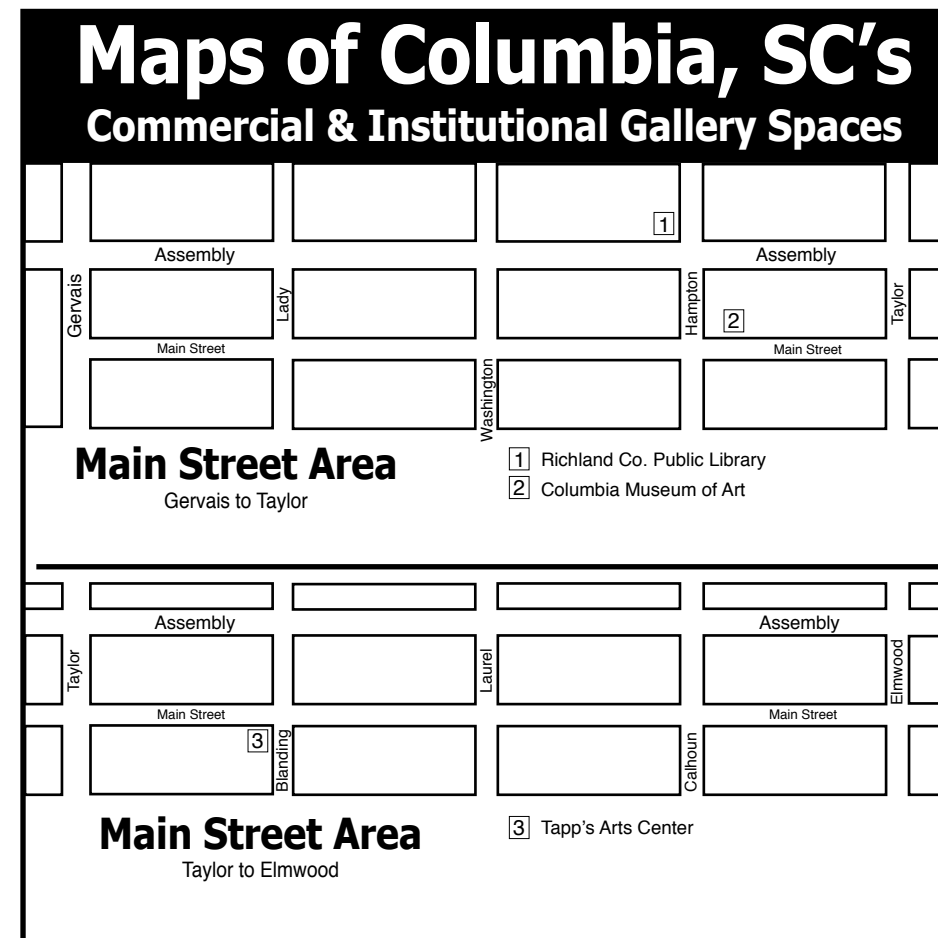 Maps of Columbia, SC's
Commercial & Institutional Gallery Spaces
1
Assembly
Assembly
Gervais
Lady
Hampton
Taylor
2
Main Street
Main Street
Washington
Main Street Area
Gervais to Taylor
1 Richland Co. Public Library
2 Columbia Museum of Art
Assembly
Assembly
Taylor
Laurel
Elmwood
Main Street
Main Street
3
Blanding
Calhoun
Main Street Area
Taylor to Elmwood
3 Tapp's Arts Center